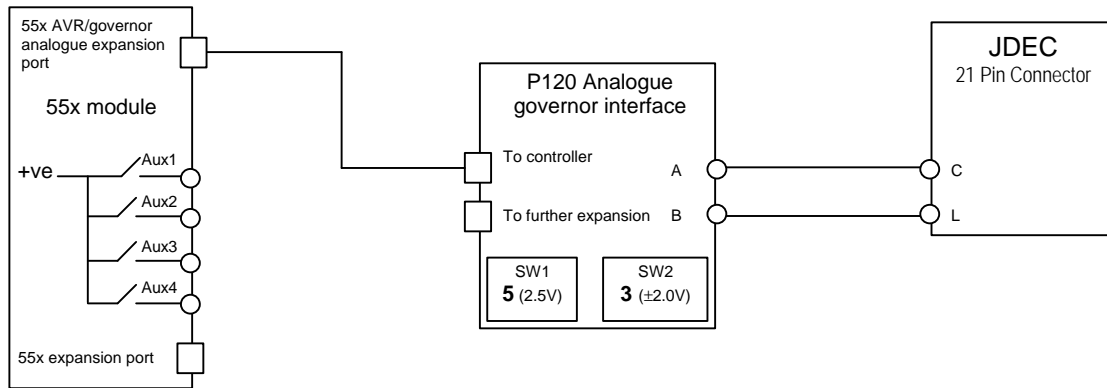 55x AVR/governor
analogue expansion
port
55x module
+ve
Aux1
Aux2
Aux3
Aux4
55x expansion port
P120 Analogue
governor interface
To controller
A
To further expansion
B
SW1
5 (2.5V)
SW2
3 (±2.0V)
JDEC
21 Pin Connector
C
L